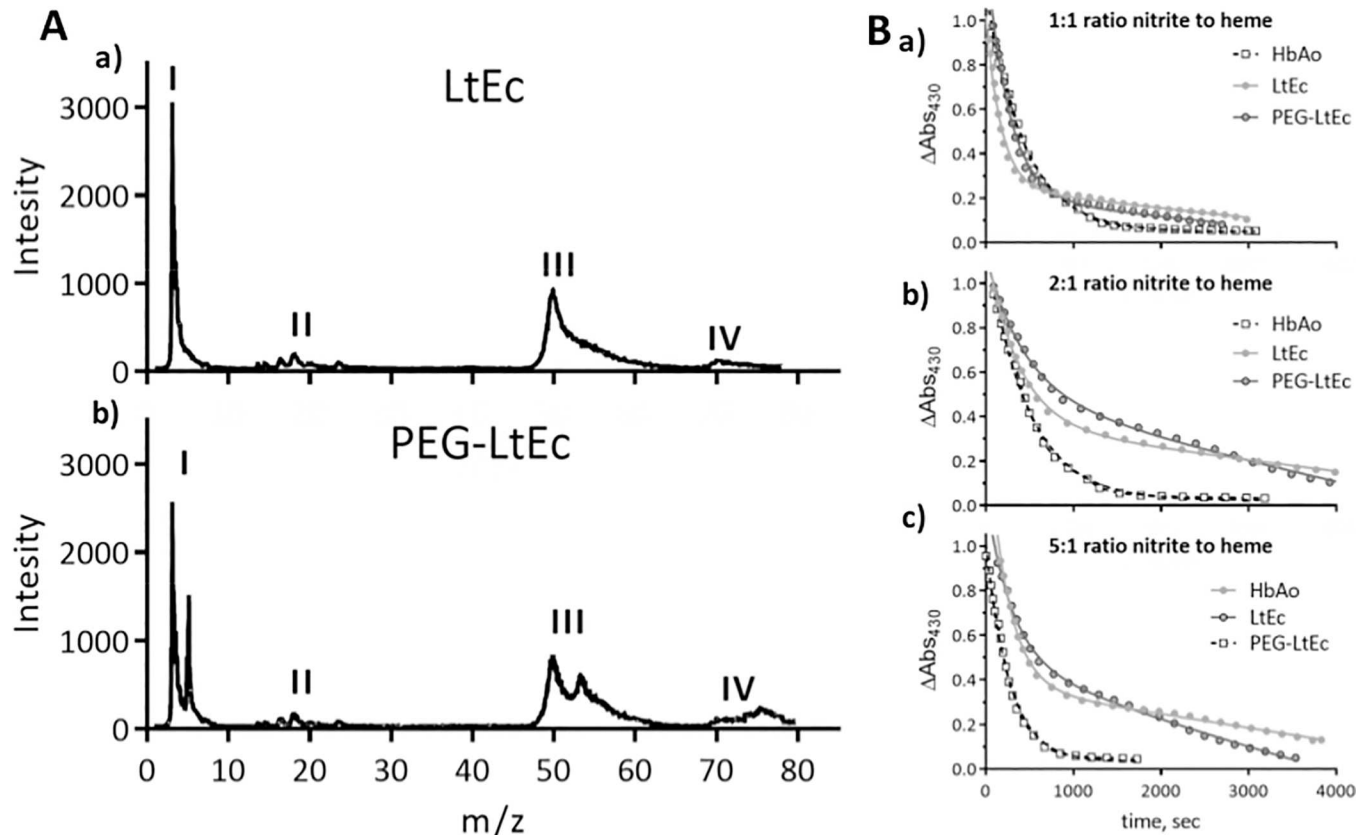 A
a)
I
LtEc
3000
2000
1000
0
Intesity
II
III
IV
b)
PEG-LtEc
I
3000
2000
1000
0
Intesity
II
III
IV
0 10 20 30 40 50 60 70 80
m/z
B
a)
1:1 ratio nitrite to heme
HbAo
LtEc
PEG-LtEc
1.0
0.8
0.6
0.4
0.2
0.0
ΔAbs430
0 1000 2000 3000 4000
b)
2:1 ratio nitrite to heme
HbAo
LtEc
PEG-LtEc
1.0
0.8
0.6
0.4
0.2
0.0
ΔAbs430
c)
5:1 ratio nitrite to heme
HbAo
LtEc
PEG-LtEc
1.0
0.8
0.6
0.4
0.2
0.0
ΔAbs430
0 1000 2000 3000 4000
time, sec